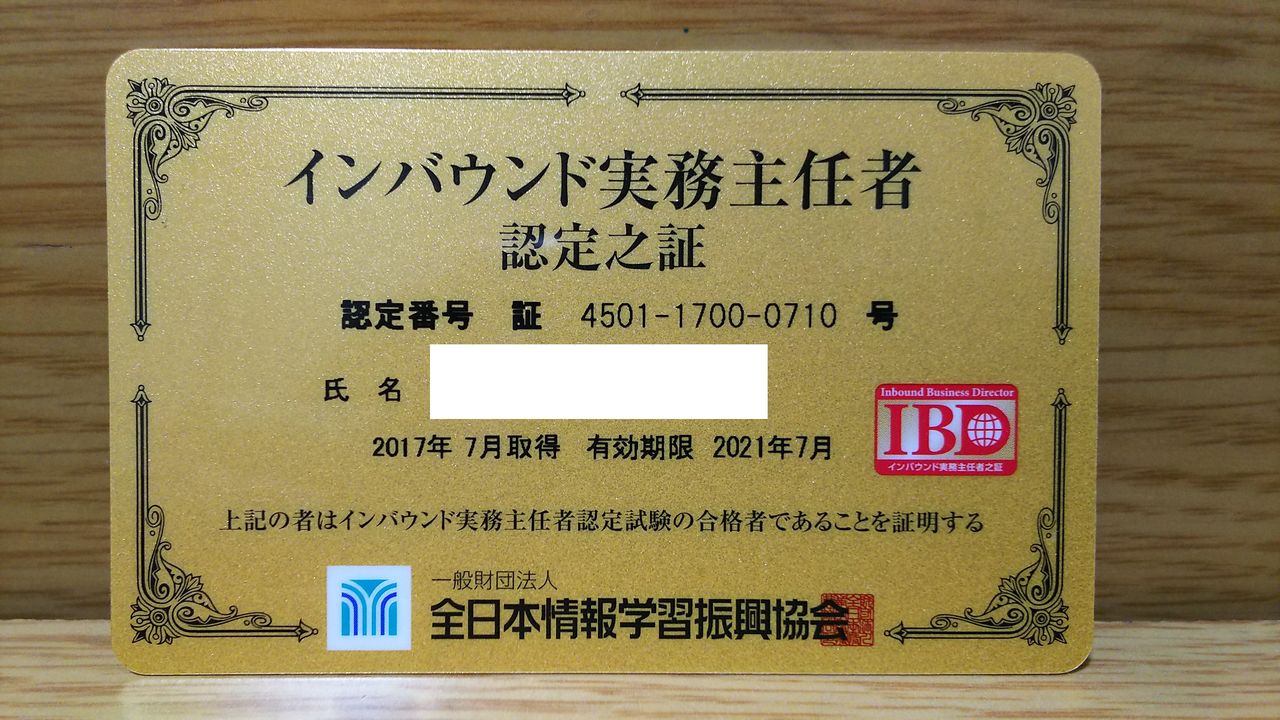 インバウンド実務主任者
認定之証
認定番号 証 4501-1700-0710 号
氏 名
2017年 7月取得 有効期限 2021年7月
Inbound Business Director
IBD
インバウンド実務主任者之証
上記の者はインバウンド実務主任者認定試験の合格者であることを証明する
一般財団法人
全日本情報学習振興協会